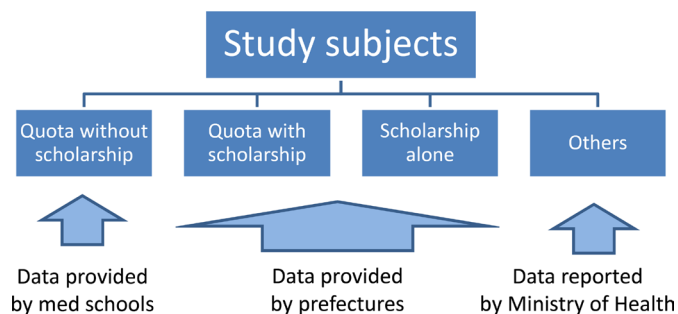 Study subjects
Quota without
scholarship
Quota with
scholarship
Scholarship
alone
Others
Data provided
by med schools
Data provided
by prefectures
Data reported
by Ministry of Health